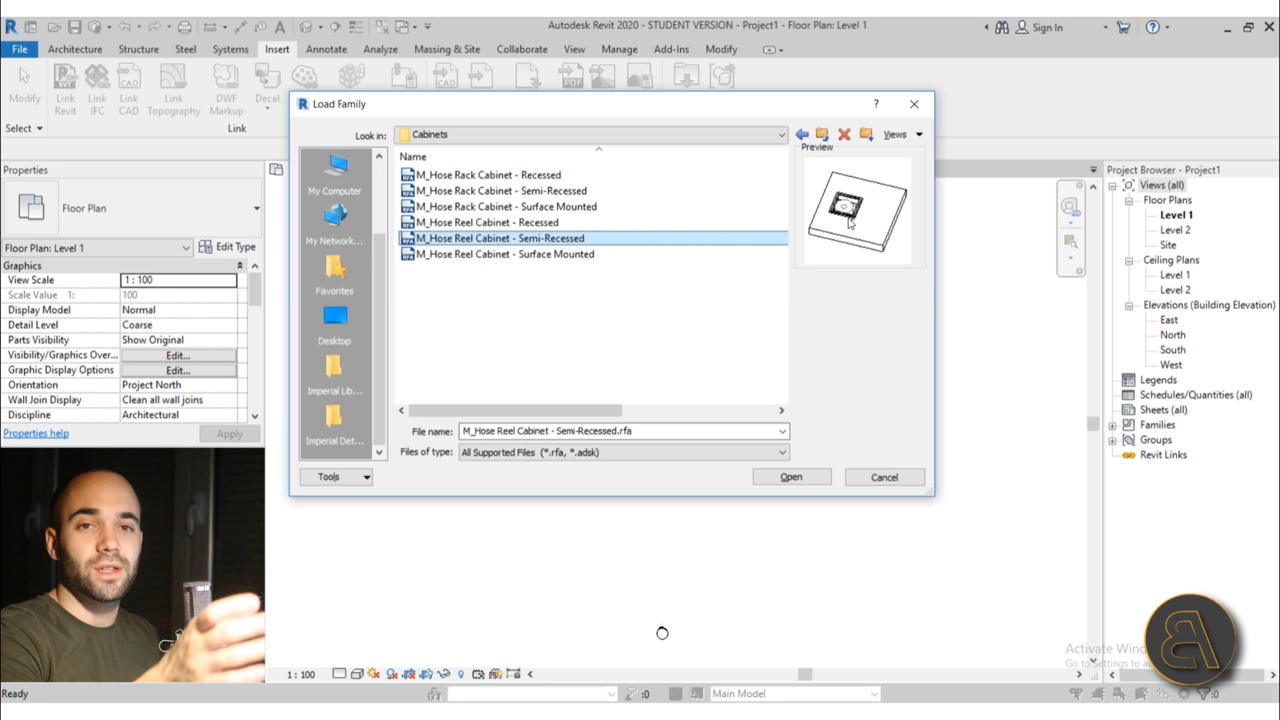 Autodesk Revit 2020 - STUDENT VERSION - Project1 - Floor Plan: Level 1
Sign In
File Architecture Structure Steel Systems Insert Annotate Analyze Massing & Site Collaborate View Manage Add-Ins Modify
Modify
Link Revit
Link IFC
Link CAD
Link Topography
DWF Markup
Decal
Select
Link
Load Family
Look in:
Cabinets
Views
Preview
My Computer
My Network...
Favorites
Desktop
Imperial Lib...
Imperial Det...
Name
M_Hose Rack Cabinet - Recessed
M_Hose Rack Cabinet - Semi-Recessed
M_Hose Rack Cabinet - Surface Mounted
M_Hose Reel Cabinet - Recessed
M_Hose Reel Cabinet - Semi-Recessed
M_Hose Reel Cabinet - Surface Mounted
File name: M_Hose Reel Cabinet - Semi-Recessed.rfa
Files of type: All Supported Files (*.rfa, *.adsk)
Tools
Open
Cancel
Properties
Floor Plan
Floor Plan: Level 1
Edit Type
Graphics
View Scale 1 : 100
Scale Value 1: 100
Display Model Normal
Detail Level Coarse
Parts Visibility Show Original
Visibility/Graphics Over... Edit...
Graphic Display Options Edit...
Orientation Project North
Wall Join Display Clean all wall joins
Discipline Architectural
Properties help
Apply
Project Browser - Project1
Views (all)
Floor Plans
Level 1
Level 2
Site
Ceiling Plans
Level 1
Level 2
Elevations (Building Elevation)
East
North
South
West
Legends
Schedules/Quantities (all)
Sheets (all)
Families
Groups
Revit Links
1 : 100
Activate Wind
Go to Settings to a
Ready
:0
Main Model
:0